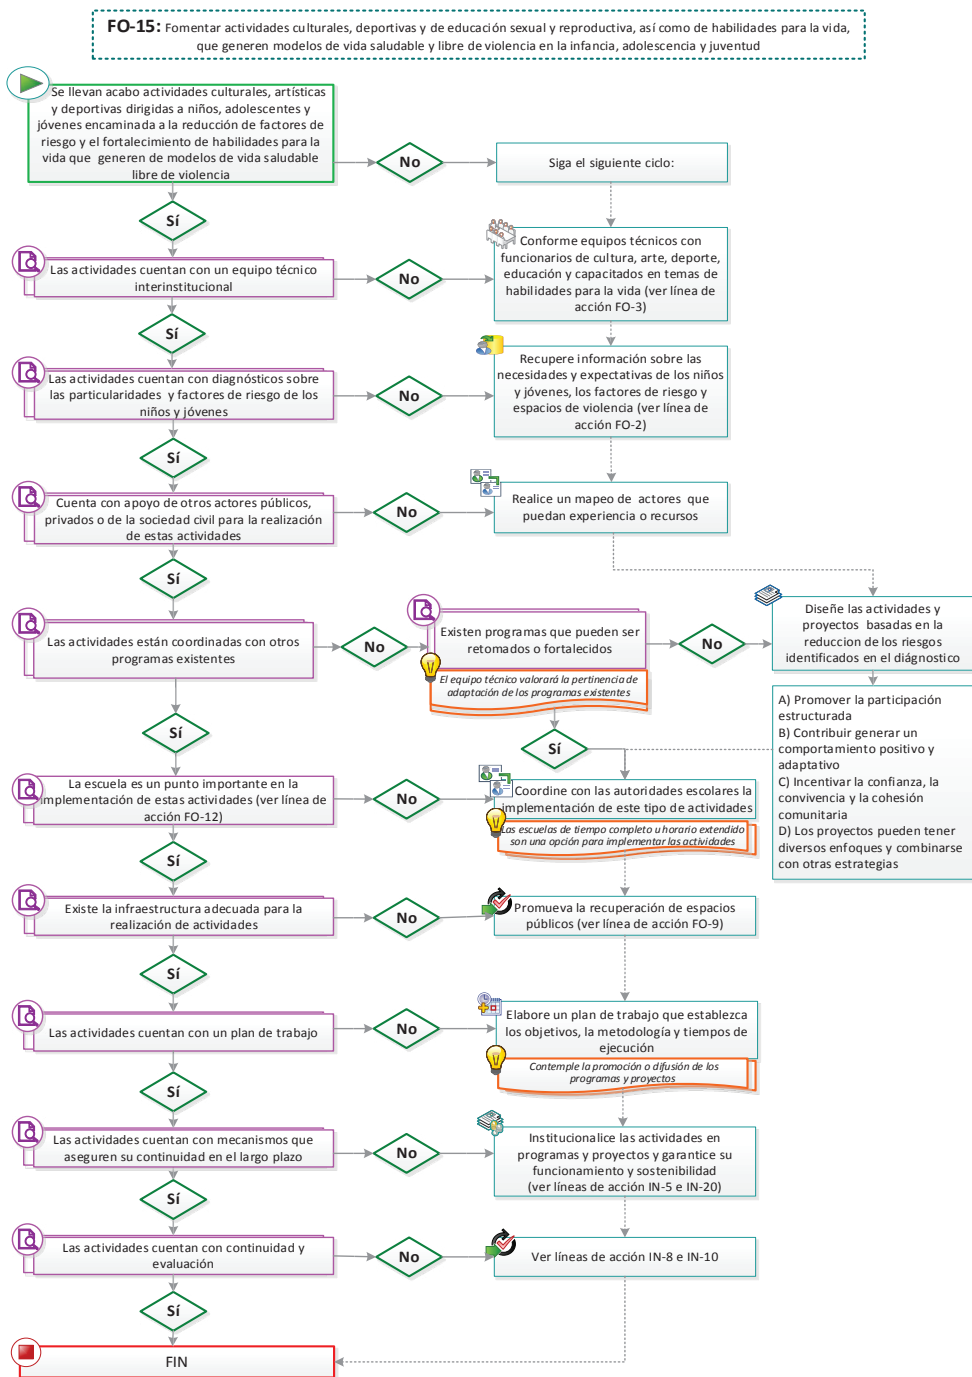 FO-15: Fomentar actividades culturales, deportivas y de educación sexual y reproductiva, así como de habilidades para la vida,
que generen modelos de vida saludable y libre de violencia en la infancia, adolescencia y juventud
Se llevan acabo actividades culturales, artísticas
y deportivas dirigidas a niños, adolescentes y
jóvenes encaminada a la reducción de factores de
riesgo y el fortalecimiento de habilidades para la
vida que generen de modelos de vida saludable
libre de violencia
No
Siga el siguiente ciclo:
Sí
Las actividades cuentan con un equipo técnico
interinstitucional
No
Conforme equipos técnicos con
funcionarios de cultura, arte, deporte,
educación y capacitados en temas de
habilidades para la vida (ver línea de
acción FO-3)
Sí
Las actividades cuentan con diagnósticos sobre
las particularidades y factores de riesgo de los
niños y jóvenes
No
Recupere información sobre las
necesidades y expectativas de los niños
y jóvenes, los factores de riesgo y
espacios de violencia (ver línea de
acción FO-2)
Sí
Cuenta con apoyo de otros actores públicos,
privados o de la sociedad civil para la realización
de estas actividades
No
Realice un mapeo de actores que
puedan experiencia o recursos
Sí
Las actividades están coordinadas con otros
programas existentes
No
Existen programas que pueden ser
retomados o fortalecidos
El equipo técnico valorará la pertinencia de
adaptación de los programas existentes
No
Diseñe las actividades y
proyectos basadas en la
reduccion de los riesgos
identificados en el diágnostico
A) Promover la participación
estructurada
B) Contribuir generar un
comportamiento positivo y
adaptativo
C) Incentivar la confianza, la
convivencia y la cohesión
comunitaria
D) Los proyectos pueden tener
diversos enfoques y combinarse
con otras estrategias
Sí
Sí
La escuela es un punto importante en la
implementación de estas actividades (ver línea de
acción FO-12)
No
Coordine con las autoridades escolares la
implementación de este tipo de actividades
Las escuelas de tiempo completo u horario extendido
son una opción para implementar las actividades
Sí
Existe la infraestructura adecuada para la
realización de actividades
No
Promueva la recuperación de espacios
públicos (ver línea de acción FO-9)
Sí
Las actividades cuentan con un plan de trabajo
No
Elabore un plan de trabajo que establezca
los objetivos, la metodología y tiempos de
ejecución
Contemple la promoción o difusión de los
programas y proyectos
Sí
Las actividades cuentan con mecanismos que
aseguren su continuidad en el largo plazo
No
Institucionalice las actividades en
programas y proyectos y garantice su
funcionamiento y sostenibilidad
(ver líneas de acción IN-5 e IN-20)
Sí
Las actividades cuentan con continuidad y
evaluación
No
Ver líneas de acción IN-8 e IN-10
Sí
FIN